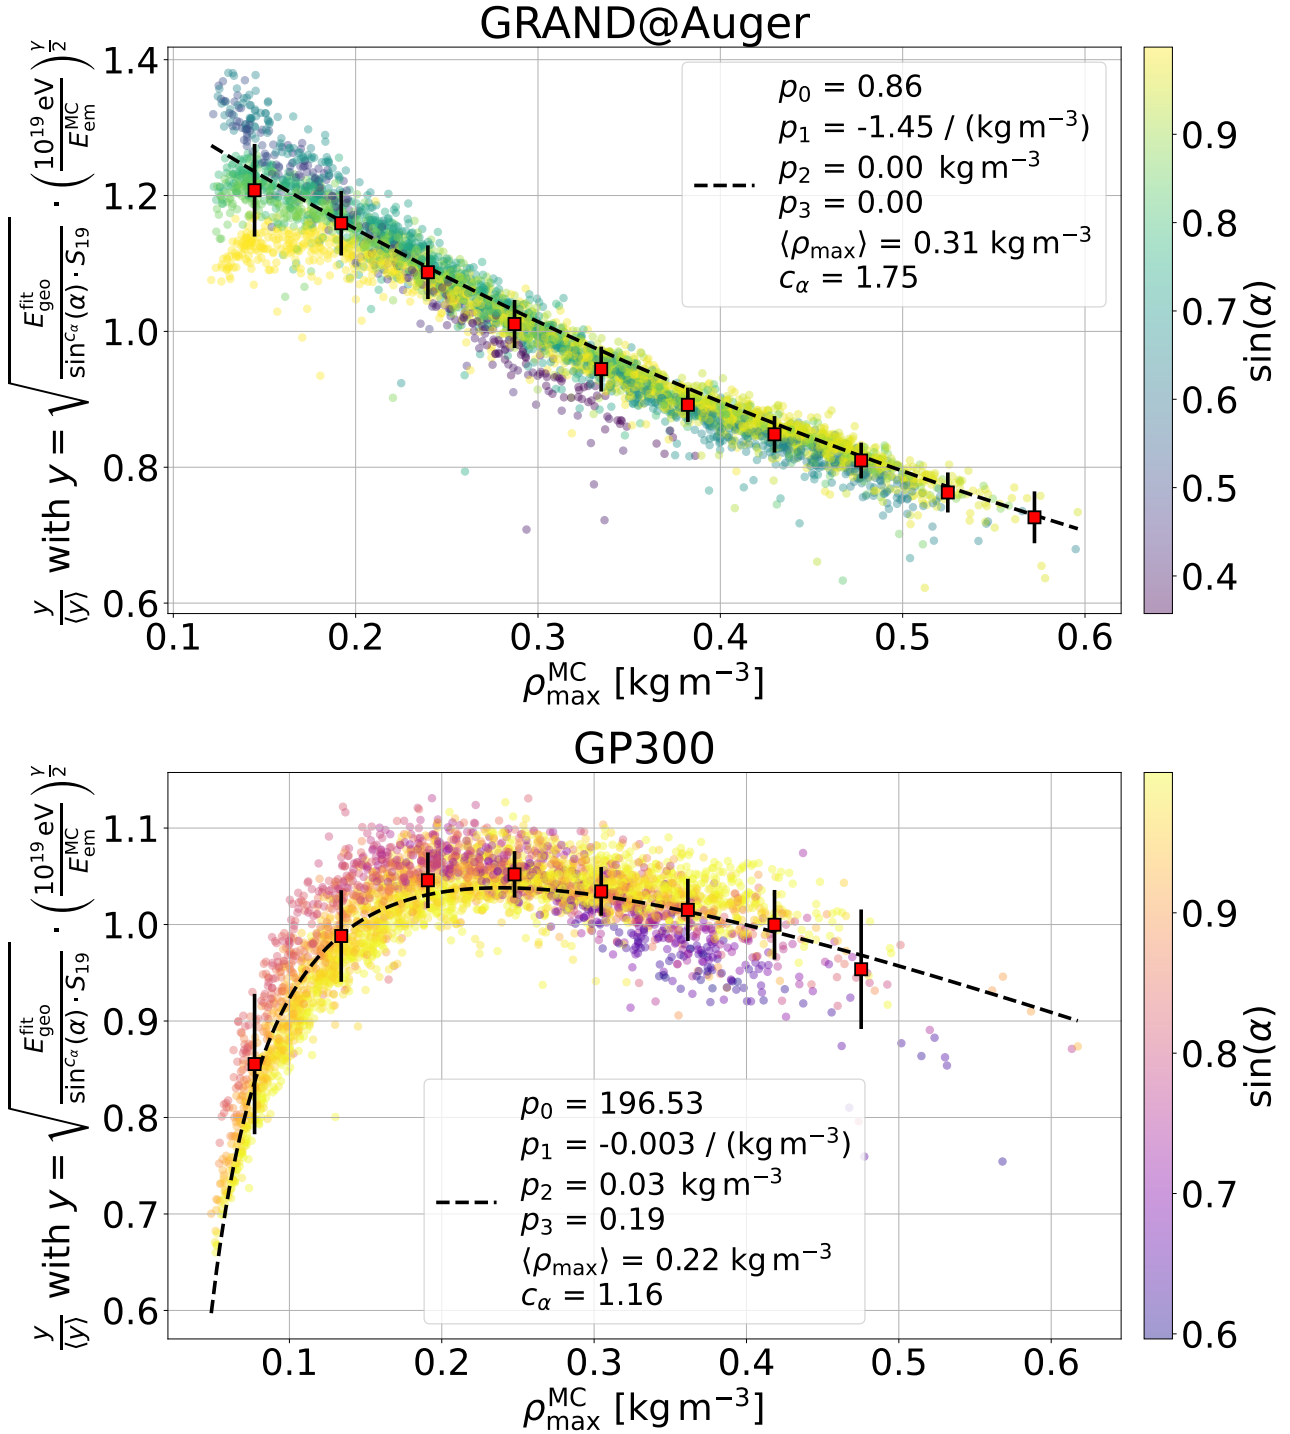 GRAND@Auger
y/⟨y⟩ with y = √(E_geo^fit / (sin^{c_α}(α) · S_19)) · (10^19 eV / E_em^MC)^{γ/2}
1.4
1.2
1.0
0.8
0.6
p_0 = 0.86
p_1 = -1.45 / (kg m^−3)
p_2 = 0.00 kg m^−3
p_3 = 0.00
⟨ρ_max⟩ = 0.31 kg m^−3
c_α = 1.75
0.1 0.2 0.3 0.4 0.5 0.6
ρ_max^MC [kg m^−3]
0.9
0.8
0.7
0.6
0.5
0.4
sin(α)
GP300
y/⟨y⟩ with y = √(E_geo^fit / (sin^{c_α}(α) · S_19)) · (10^19 eV / E_em^MC)^{γ/2}
1.1
1.0
0.9
0.8
0.7
0.6
p_0 = 196.53
p_1 = -0.003 / (kg m^−3)
p_2 = 0.03 kg m^−3
p_3 = 0.19
⟨ρ_max⟩ = 0.22 kg m^−3
c_α = 1.16
0.1 0.2 0.3 0.4 0.5 0.6
ρ_max^MC [kg m^−3]
0.9
0.8
0.7
0.6
sin(α)